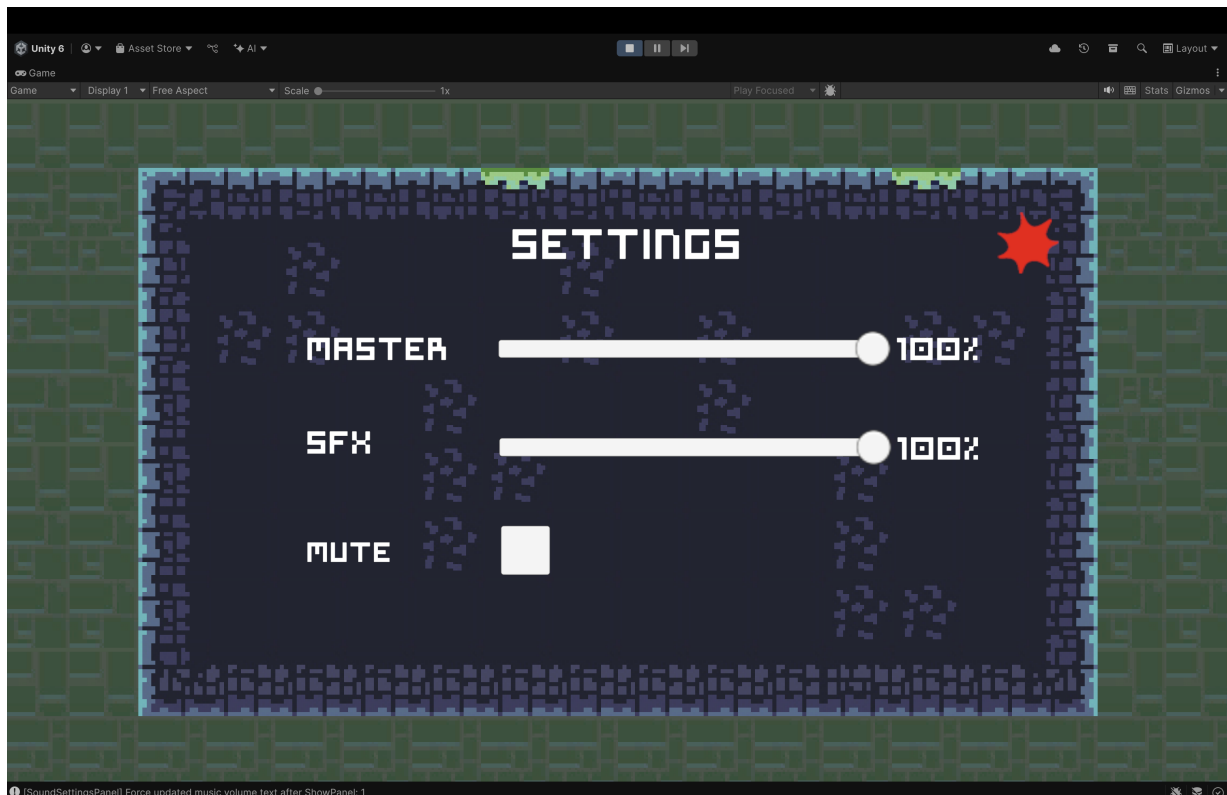 Unity 6 Asset Store AI Layout
Game
Game Display 1 Free Aspect Scale 1x Play Focused Stats Gizmos
SETTINGS
MASTER 100%
SFX 100%
MUTE
[SoundSettingsPanel] Force updated music volume text after ShowPanel: 1